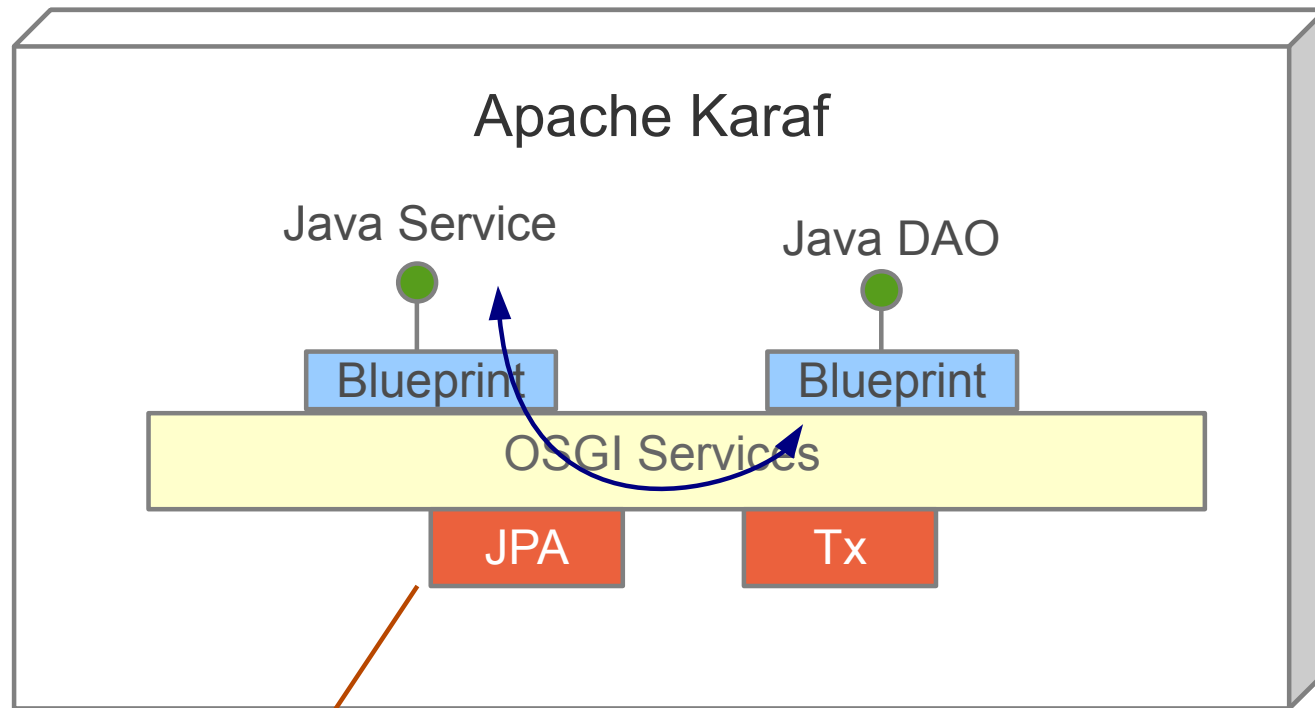 Apache Karaf
Java Service
Java DAO
Blueprint
Blueprint
OSGI Services
JPA
Tx